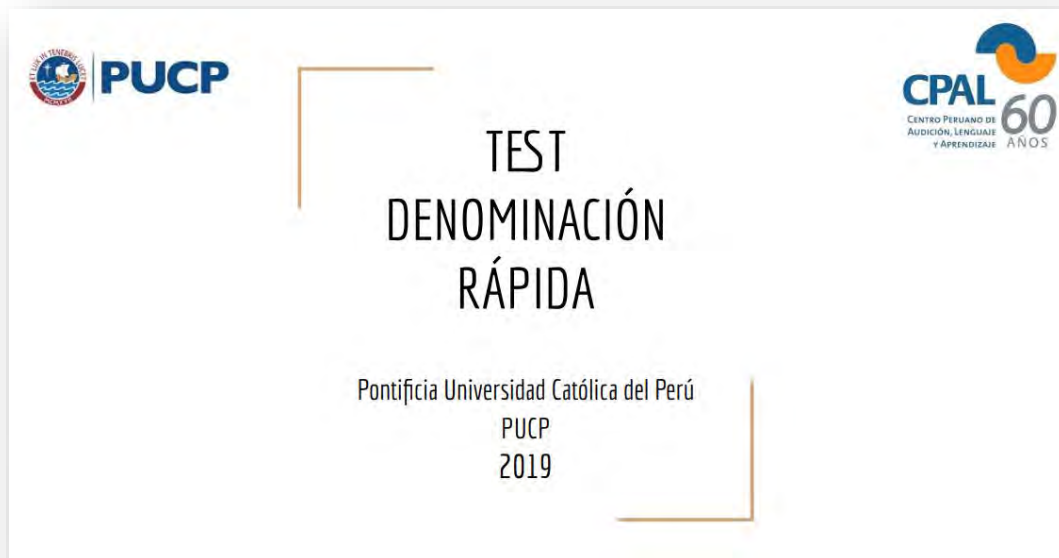 PUCP
CPAL
60
CENTRO PERUANO DE
AUDICIÓN, LENGUAJE
Y APRENDIZAJE
AÑOS
TEST
DENOMINACIÓN
RÁPIDA
Pontificia Universidad Católica del Perú
PUCP
2019